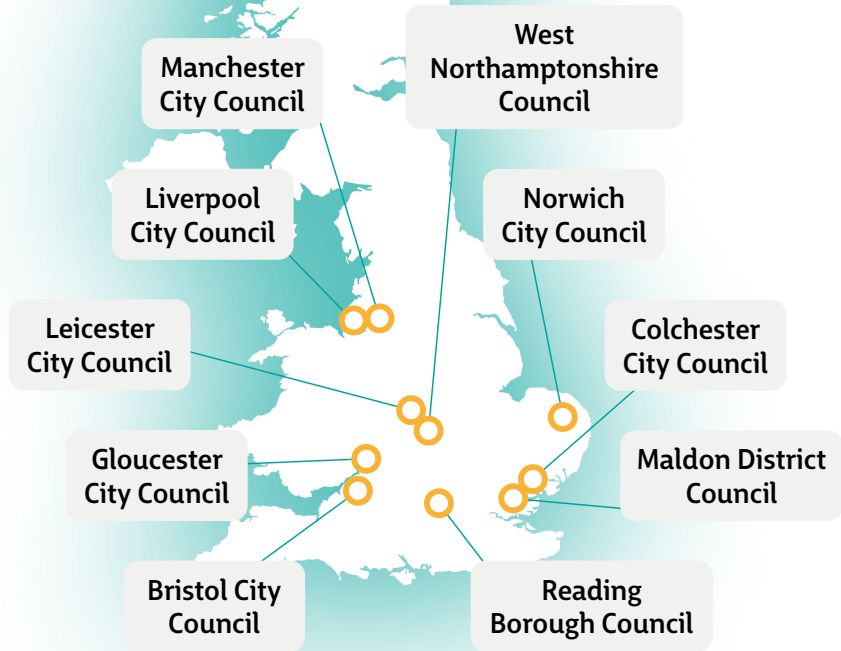 Manchester
City Council
West
Northamptonshire
Council
Liverpool
City Council
Norwich
City Council
Leicester
City Council
Colchester
City Council
Gloucester
City Council
Maldon District
Council
Bristol City
Council
Reading
Borough Council